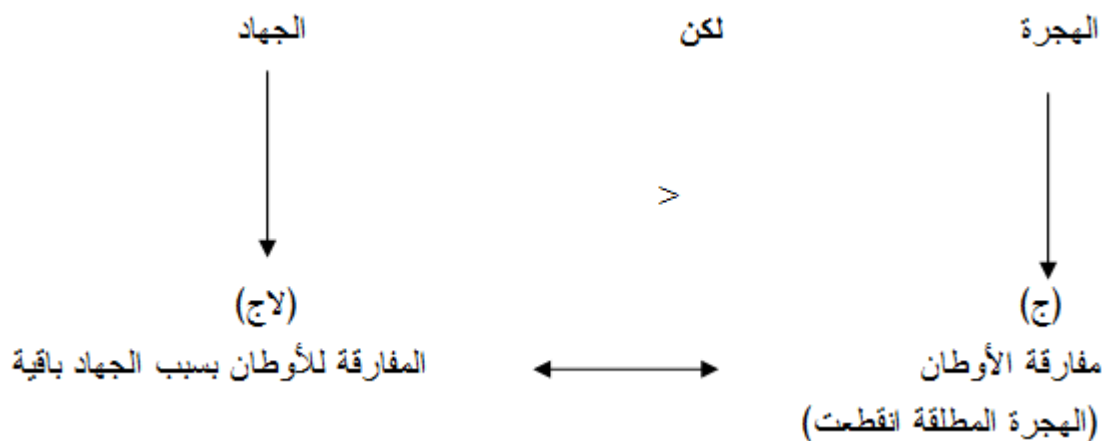 الهجرة لكن الجهاد
>
(ج) (لاج)
مفارقة الأوطان المفارقة للأوطان بسبب الجهاد باقية
(الهجرة المطلقة انقطعت)